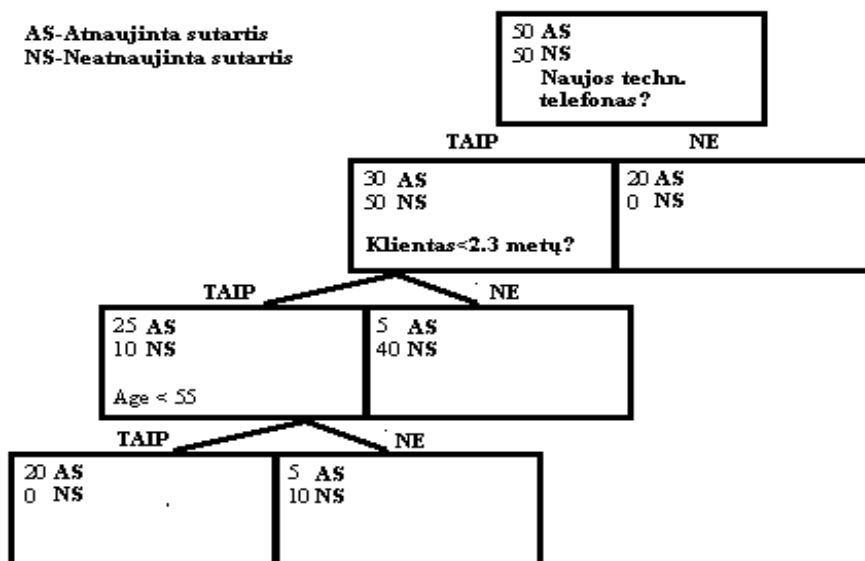 AS-Atnaujinta sutartis
NS-Neatnaujinta sutartis
50 AS
50 NS
Naujos techn.
telefonas?
TAIP NE
30 AS
50 NS
Klientas<2.3 metų?
20 AS
0 NS
TAIP NE
25 AS
10 NS
Age < 55
5 AS
40 NS
TAIP NE
20 AS
0 NS
5 AS
10 NS